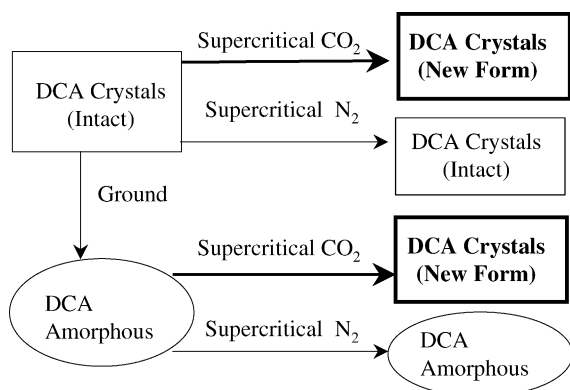 Supercritical CO2
DCA Crystals
(New Form)
DCA Crystals
(Intact)
Supercritical N2
DCA Crystals
(Intact)
Ground
Supercritical CO2
DCA Crystals
(New Form)
DCA
Amorphous
Supercritical N2
DCA
Amorphous